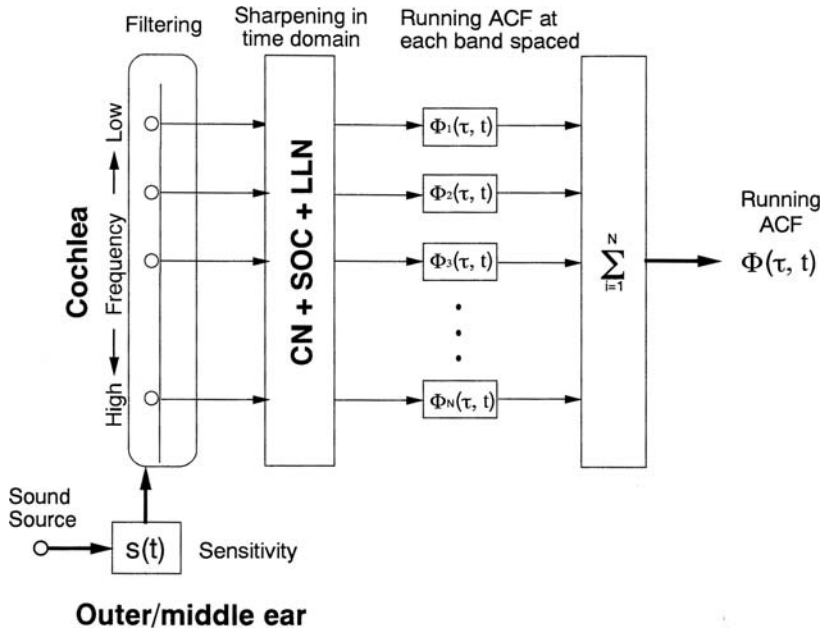 Filtering
Sharpening in
time domain
Running ACF at
each band spaced
Cochlea
Low
Frequency
High
CN + SOC + LLN
Φ1(τ, t)
Φ2(τ, t)
Φ3(τ, t)
ΦN(τ, t)
N
∑
i=1
Running
ACF
Φ(τ, t)
Sound
Source
s(t)
Sensitivity
Outer/middle ear